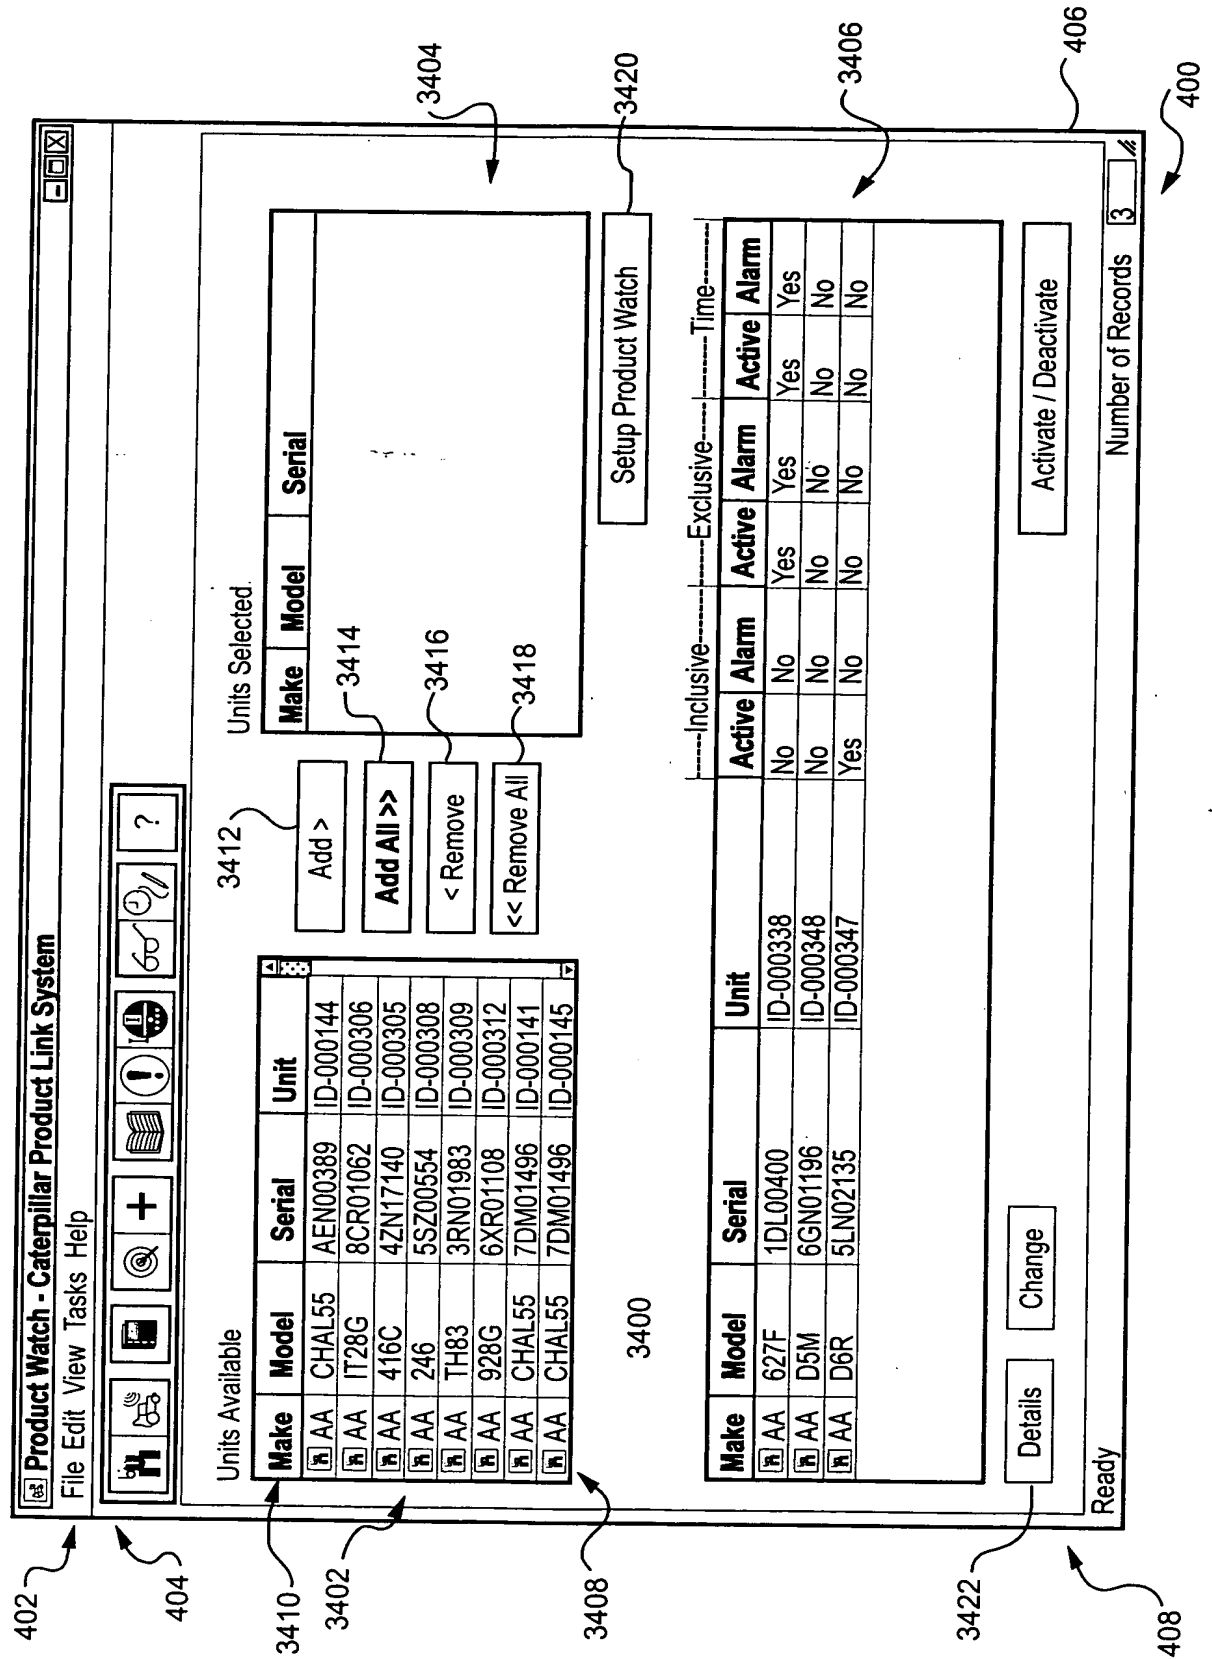 Product Watch - Caterpillar Product Link System
File Edit View Tasks Help
?
Units Available
Make Model Serial Unit
AA CHAL55 AEN00389 ID-000144
AA IT28G 8CR01062 ID-000306
AA 416C 4ZN17140 ID-000305
AA 246 5SZ00554 ID-000308
AA TH83 3RN01983 ID-000309
AA 928G 6XR01108 ID-000312
AA CHAL55 7DM01496 ID-000141
AA CHAL55 7DM01496 ID-000145
Add >
Add All >>
< Remove
<< Remove All
Units Selected
Make Model Serial
Setup Product Watch
-----Inclusive---------------Exclusive---------------Time---------
Make Model Serial Unit Active Alarm Active Alarm Active Alarm
AA 627F 1DL00400 ID-000338 No No Yes Yes Yes Yes
AA D5M 6GN01196 ID-000348 No No No No No No
AA D6R 5LN02135 ID-000347 Yes No No No No No
Details Change Activate / Deactivate
Ready Number of Records 3
402
404
3410
3402
3408
3422
408
3412
3414
3416
3418
3400
3404
3420
3406
406
400